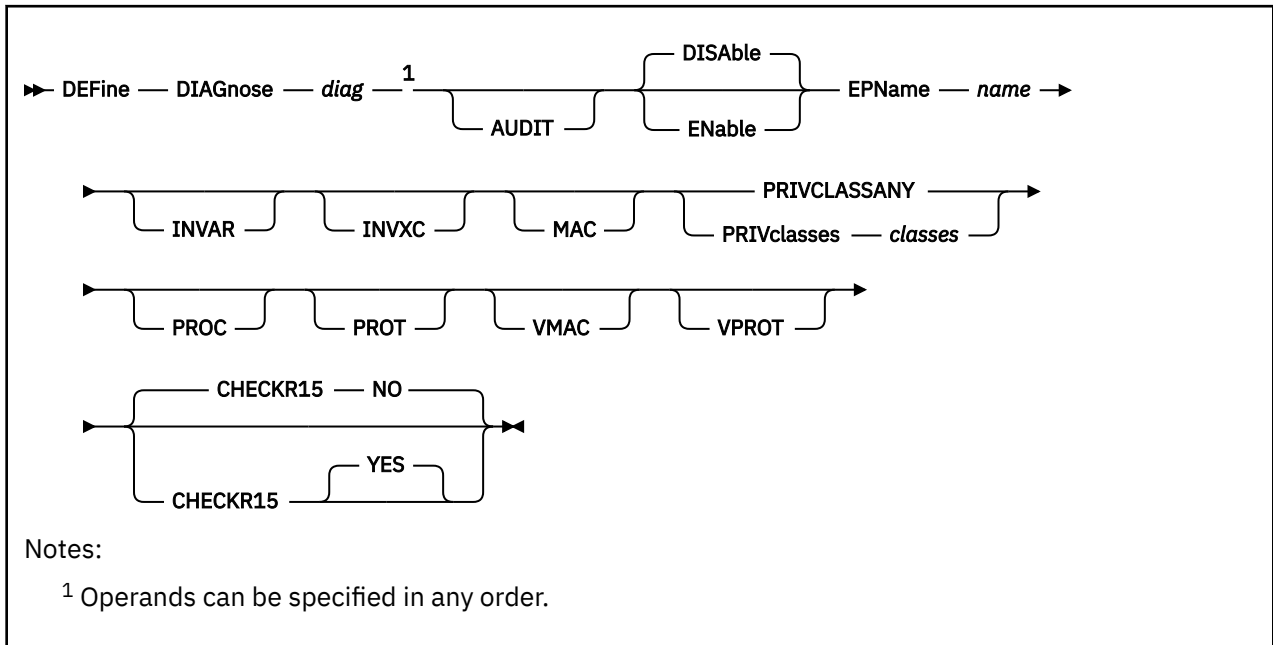 DISAble
DEFine DIAGnose diag 1 EPName name
AUDIT ENable
PRIVCLASSANY
INVAR INVXC MAC PRIVclasses classes
PROC PROT VMAC VPROT
CHECKR15 NO
YES
CHECKR15
Notes:
1 Operands can be specified in any order.